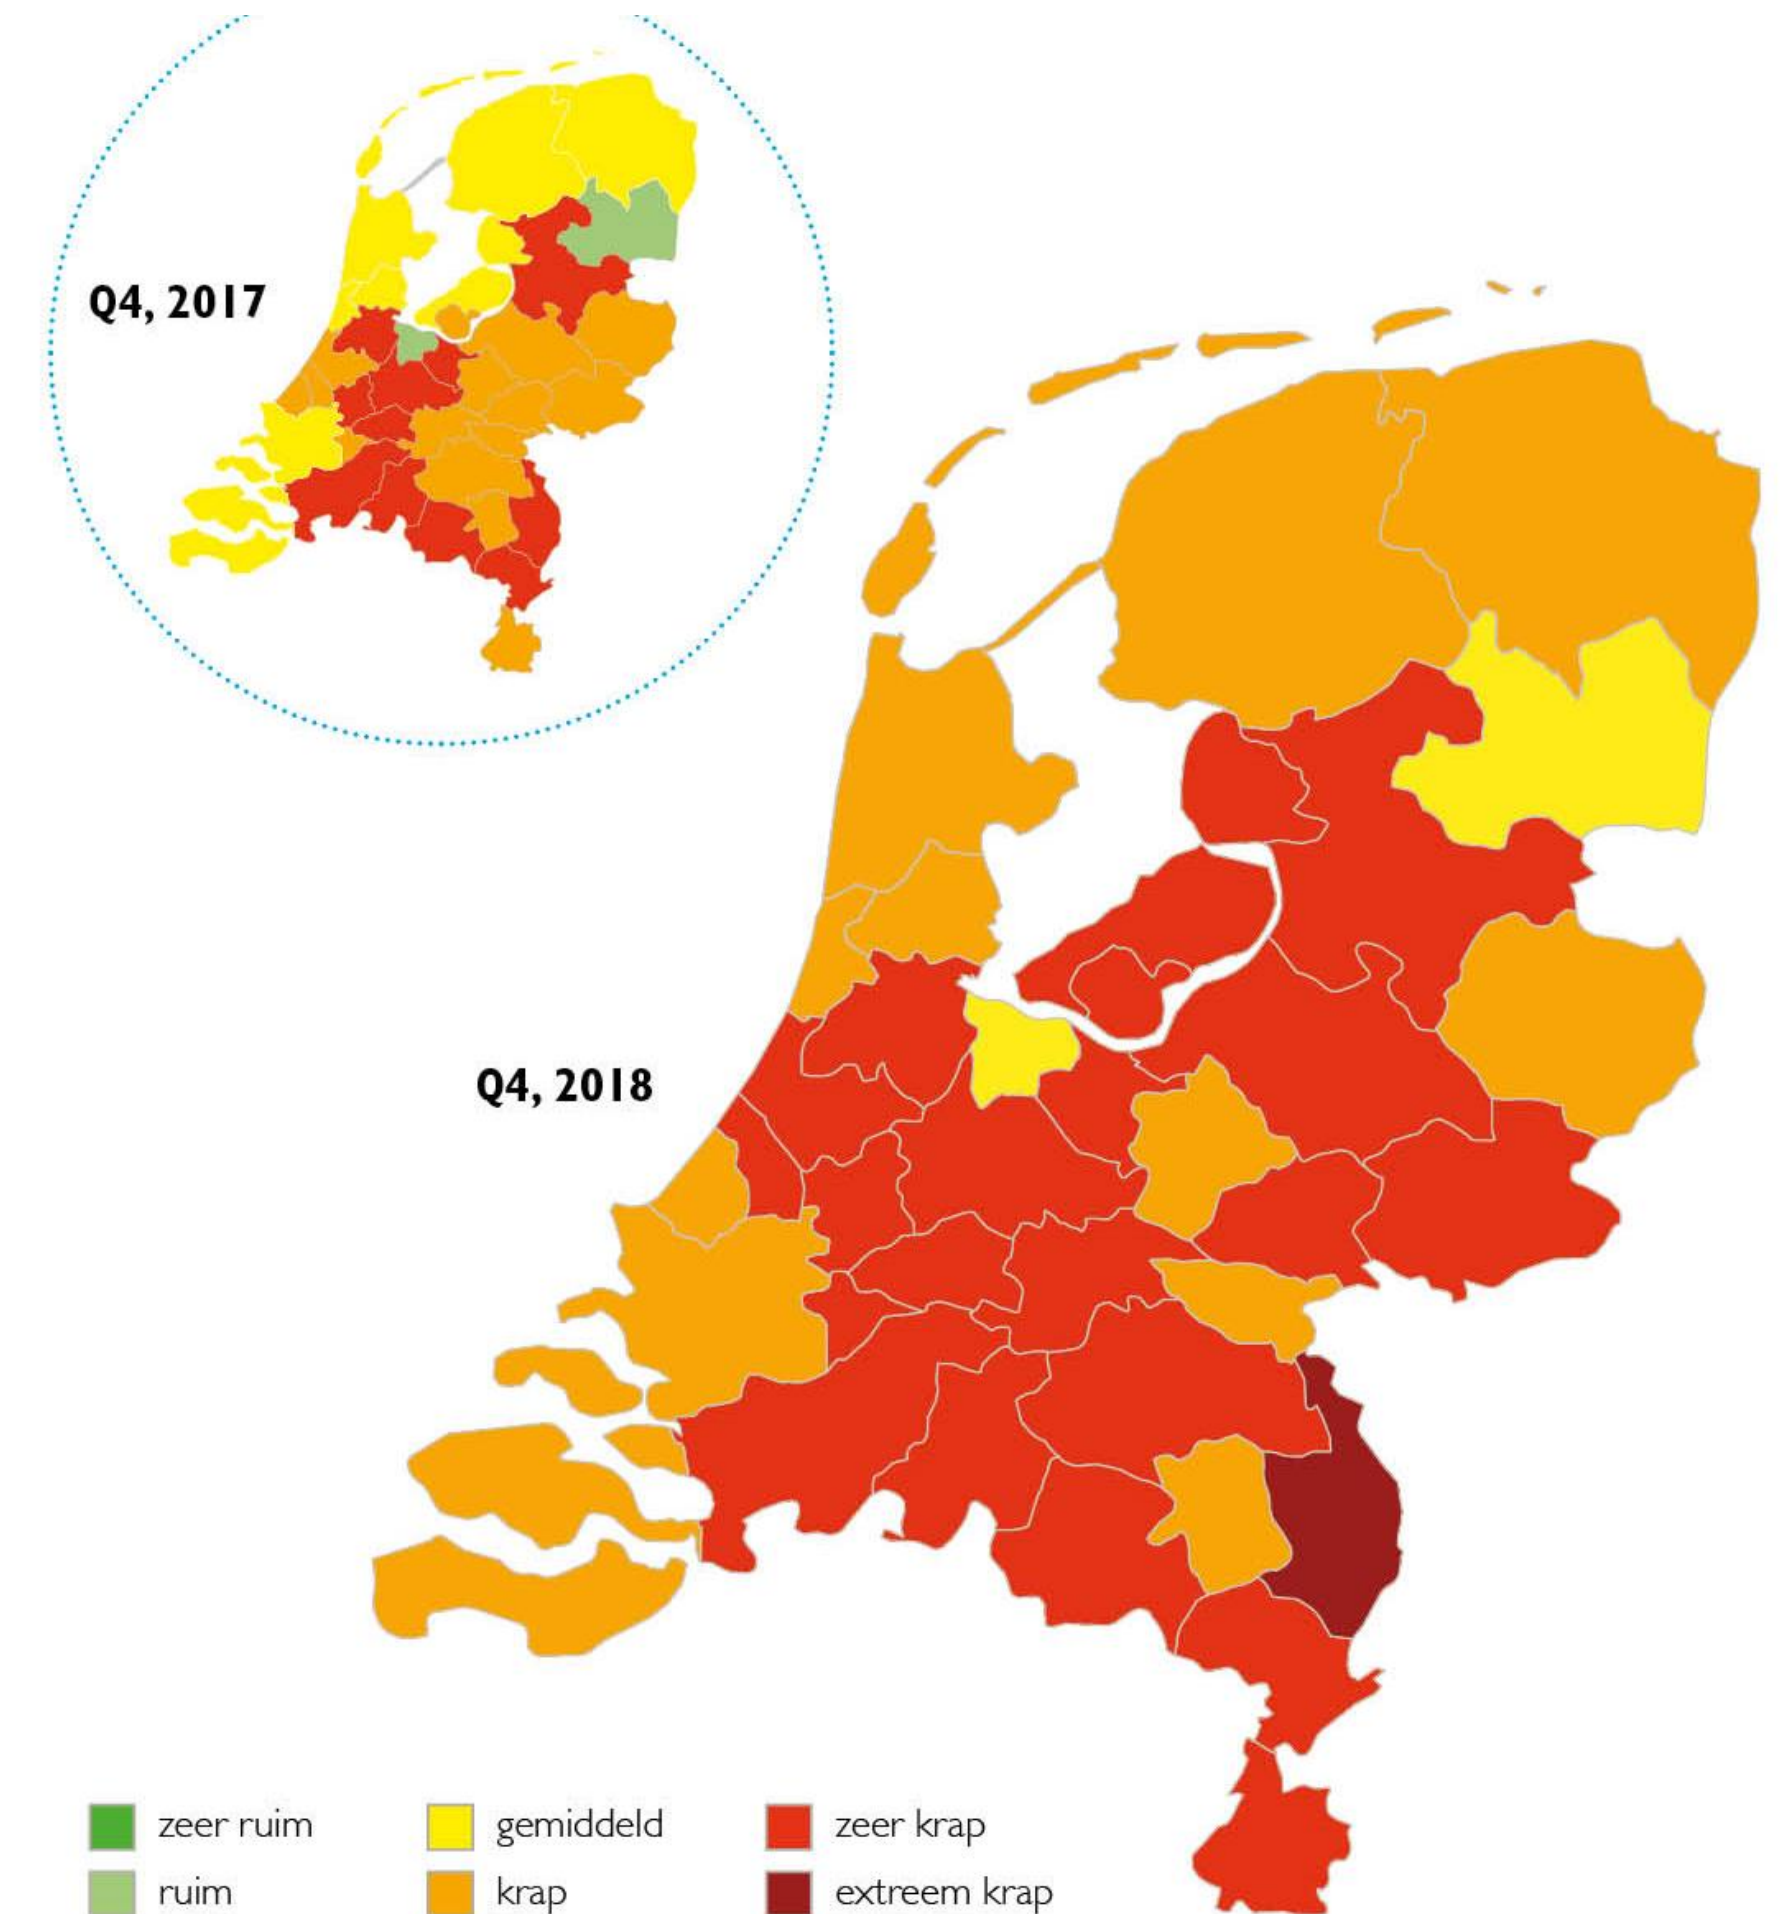 Q4, 2017
Q4, 2018
zeer ruim
gemiddeld
zeer krap
ruim
krap
extreem krap